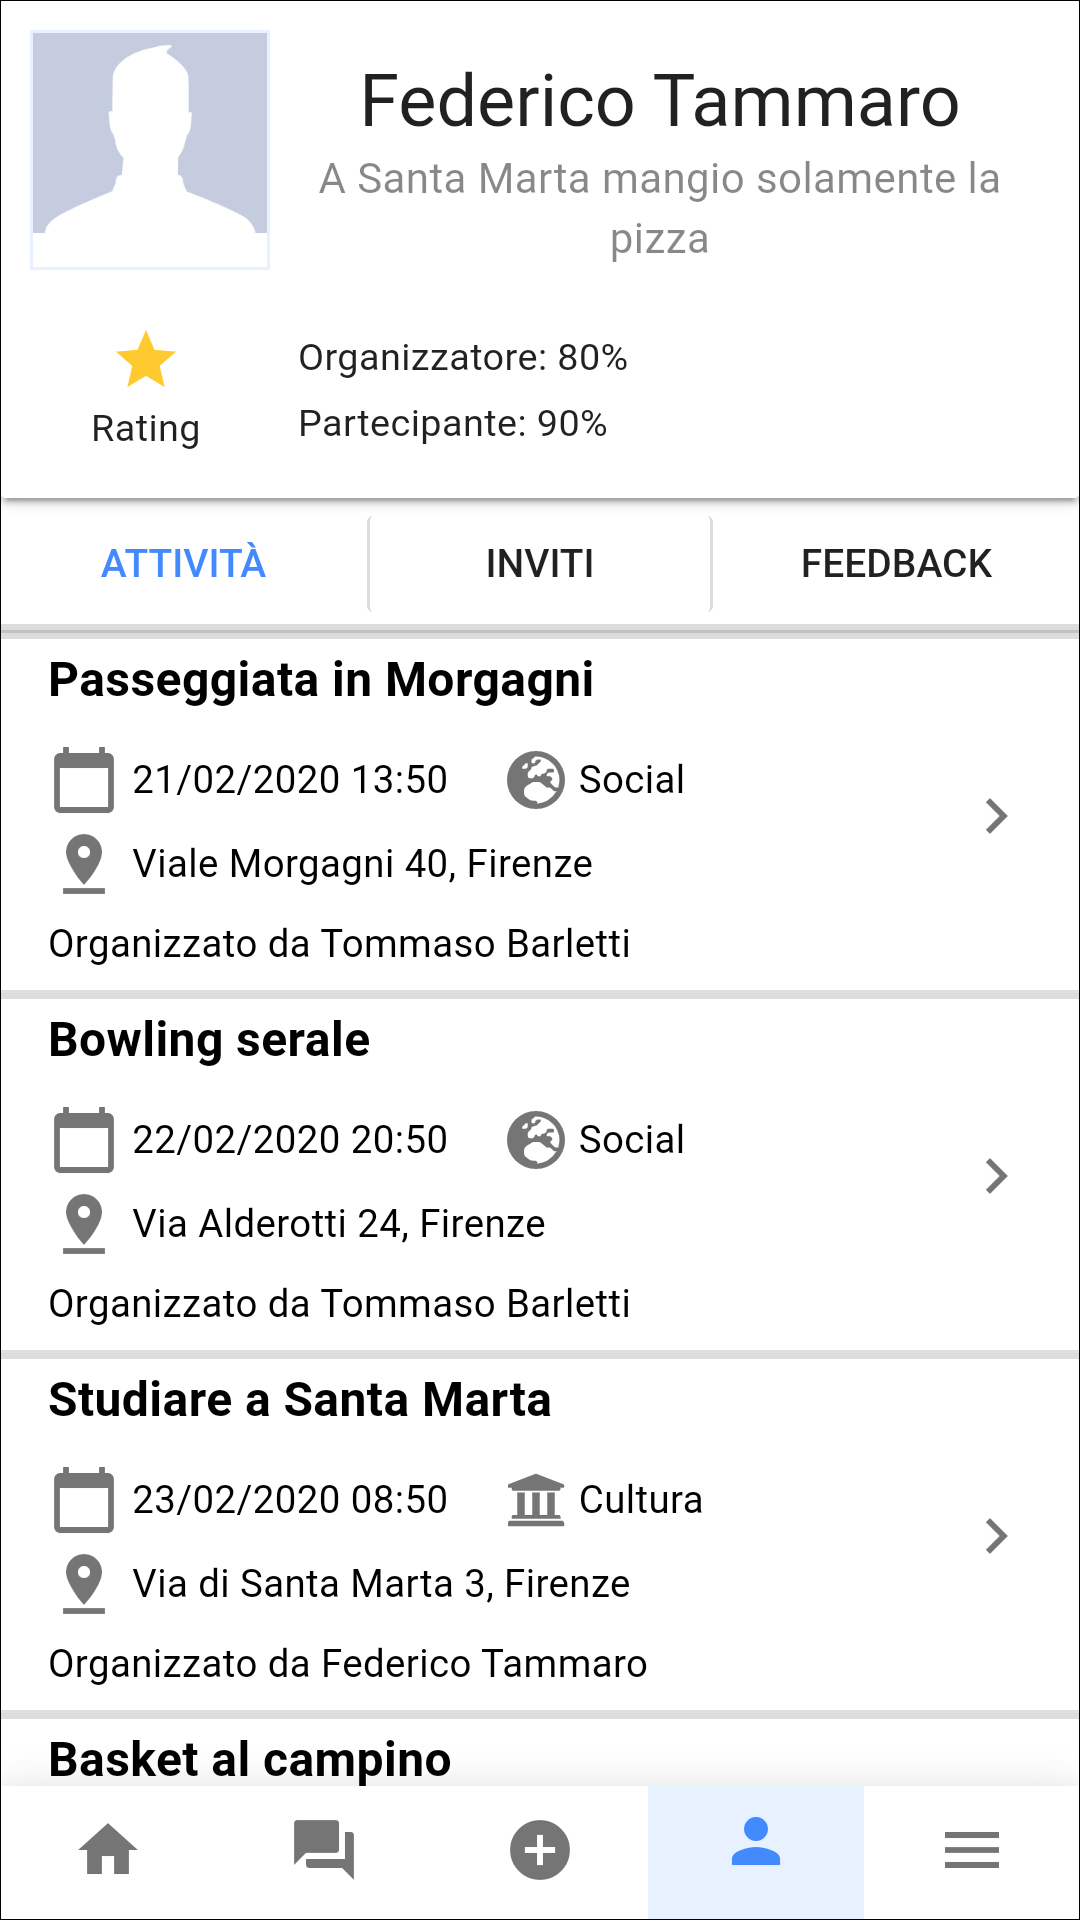 Federico Tammaro
A Santa Marta mangio solamente la
pizza
Organizzatore: 80%
Rating
Partecipante: 90%
ATTIVITÀ INVITI FEEDBACK
Passeggiata in Morgagni
21/02/2020 13:50 Social
Viale Morgagni 40, Firenze
Organizzato da Tommaso Barletti
Bowling serale
22/02/2020 20:50 Social
Via Alderotti 24, Firenze
Organizzato da Tommaso Barletti
Studiare a Santa Marta
23/02/2020 08:50 Cultura
Via di Santa Marta 3, Firenze
Organizzato da Federico Tammaro
Basket al campino